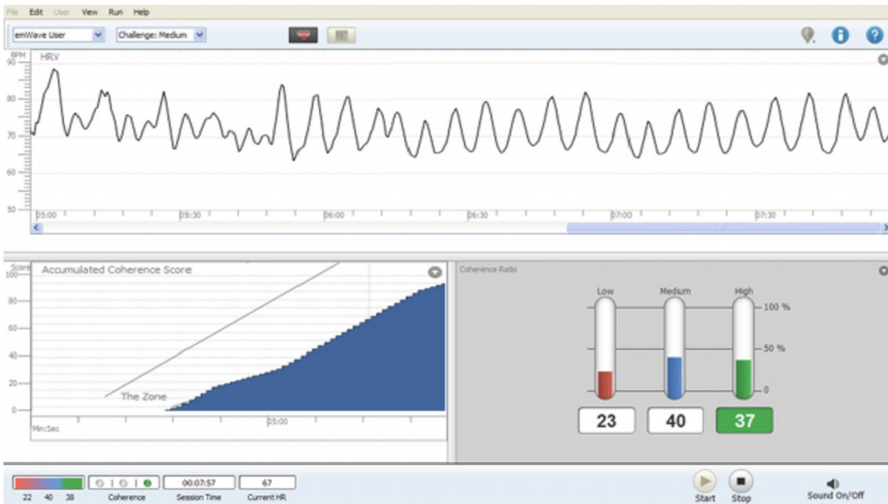 File Edit User View Run Help
emWave User Challenge: Medium
BPM HRV
90
80
70
60
50
05:00 05:30 06:00 06:30 07:00 07:30
Score Accumulated Coherence Score
100
80
60
40
20
0
The Zone
05:00
Min:Sec
Coherence Ratio
Low Medium High
100 %
50 %
0
23 40 37
22 40 38
Coherence
00:07:57
Session Time
67
Current HR
Start Stop Sound On/Off